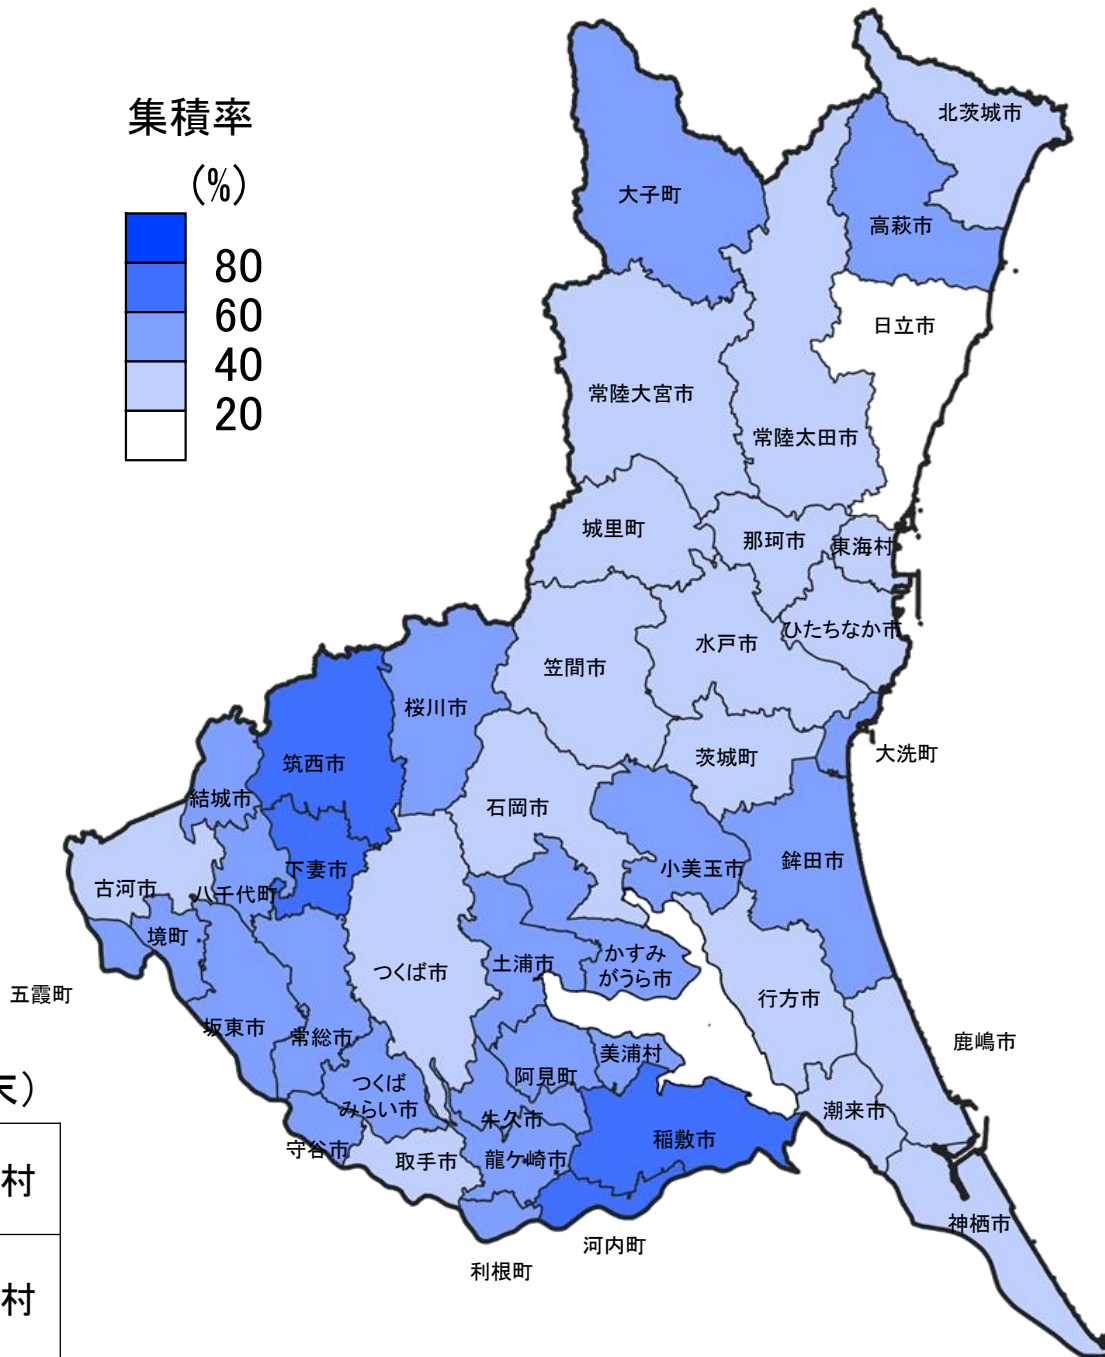 集積率
(%)
80
60
40
20
北茨城市
大子町
高萩市
日立市
常陸大宮市
常陸太田市
城里町
那珂市
東海村
ひたちなか市
水戸市
笠間市
桜川市
筑西市
茨城町
大洗町
結城市
石岡市
小美玉市
鉾田市
下妻市
古河市
八千代町
境町
つくば市
土浦市
かすみ
がうら市
行方市
五霞町
坂東市
常総市
鹿嶋市
美浦村
阿見町
つくば
みらい市
牛久市
潮来市
守谷市
取手市
龍ケ崎市
稲敷市
神栖市
河内町
利根町
末)
村
村